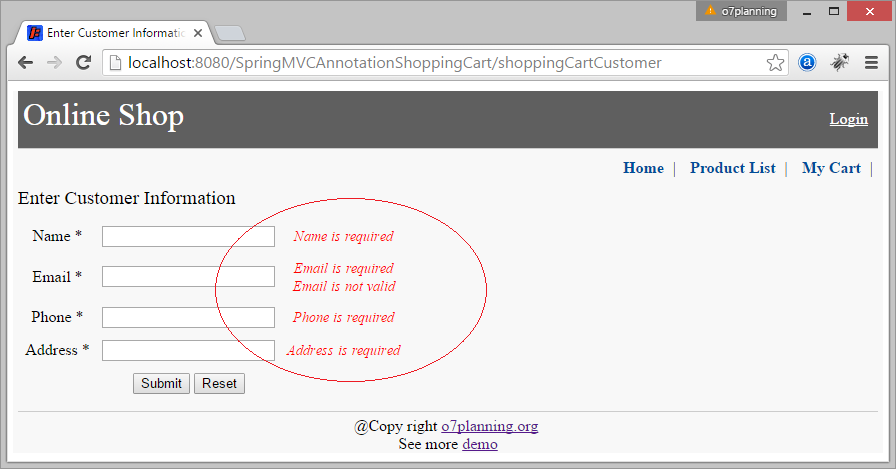 o7planning
Enter Customer Informatio
localhost:8080/SpringMVCAnnotationShoppingCart/shoppingCartCustomer
Online Shop
Login
Home | Product List | My Cart |
Enter Customer Information
Name * Name is required
Email * Email is required
Email is not valid
Phone * Phone is required
Address * Address is required
Submit Reset
@Copy right o7planning.org
See more demo